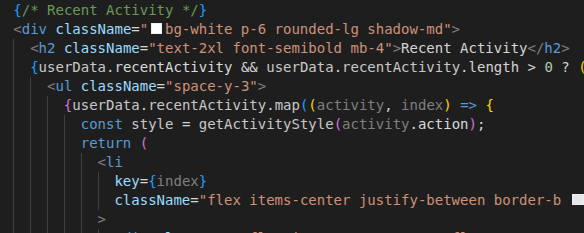 {/* Recent Activity */}
<div className="bg-white p-6 rounded-lg shadow-md">
<h2 className="text-2xl font-semibold mb-4">Recent Activity</h2>
{userData.recentActivity && userData.recentActivity.length > 0 ? (
<ul className="space-y-3">
{userData.recentActivity.map((activity, index) => {
const style = getActivityStyle(activity.action);
return (
<li
key={index}
className="flex items-center justify-between border-b
>